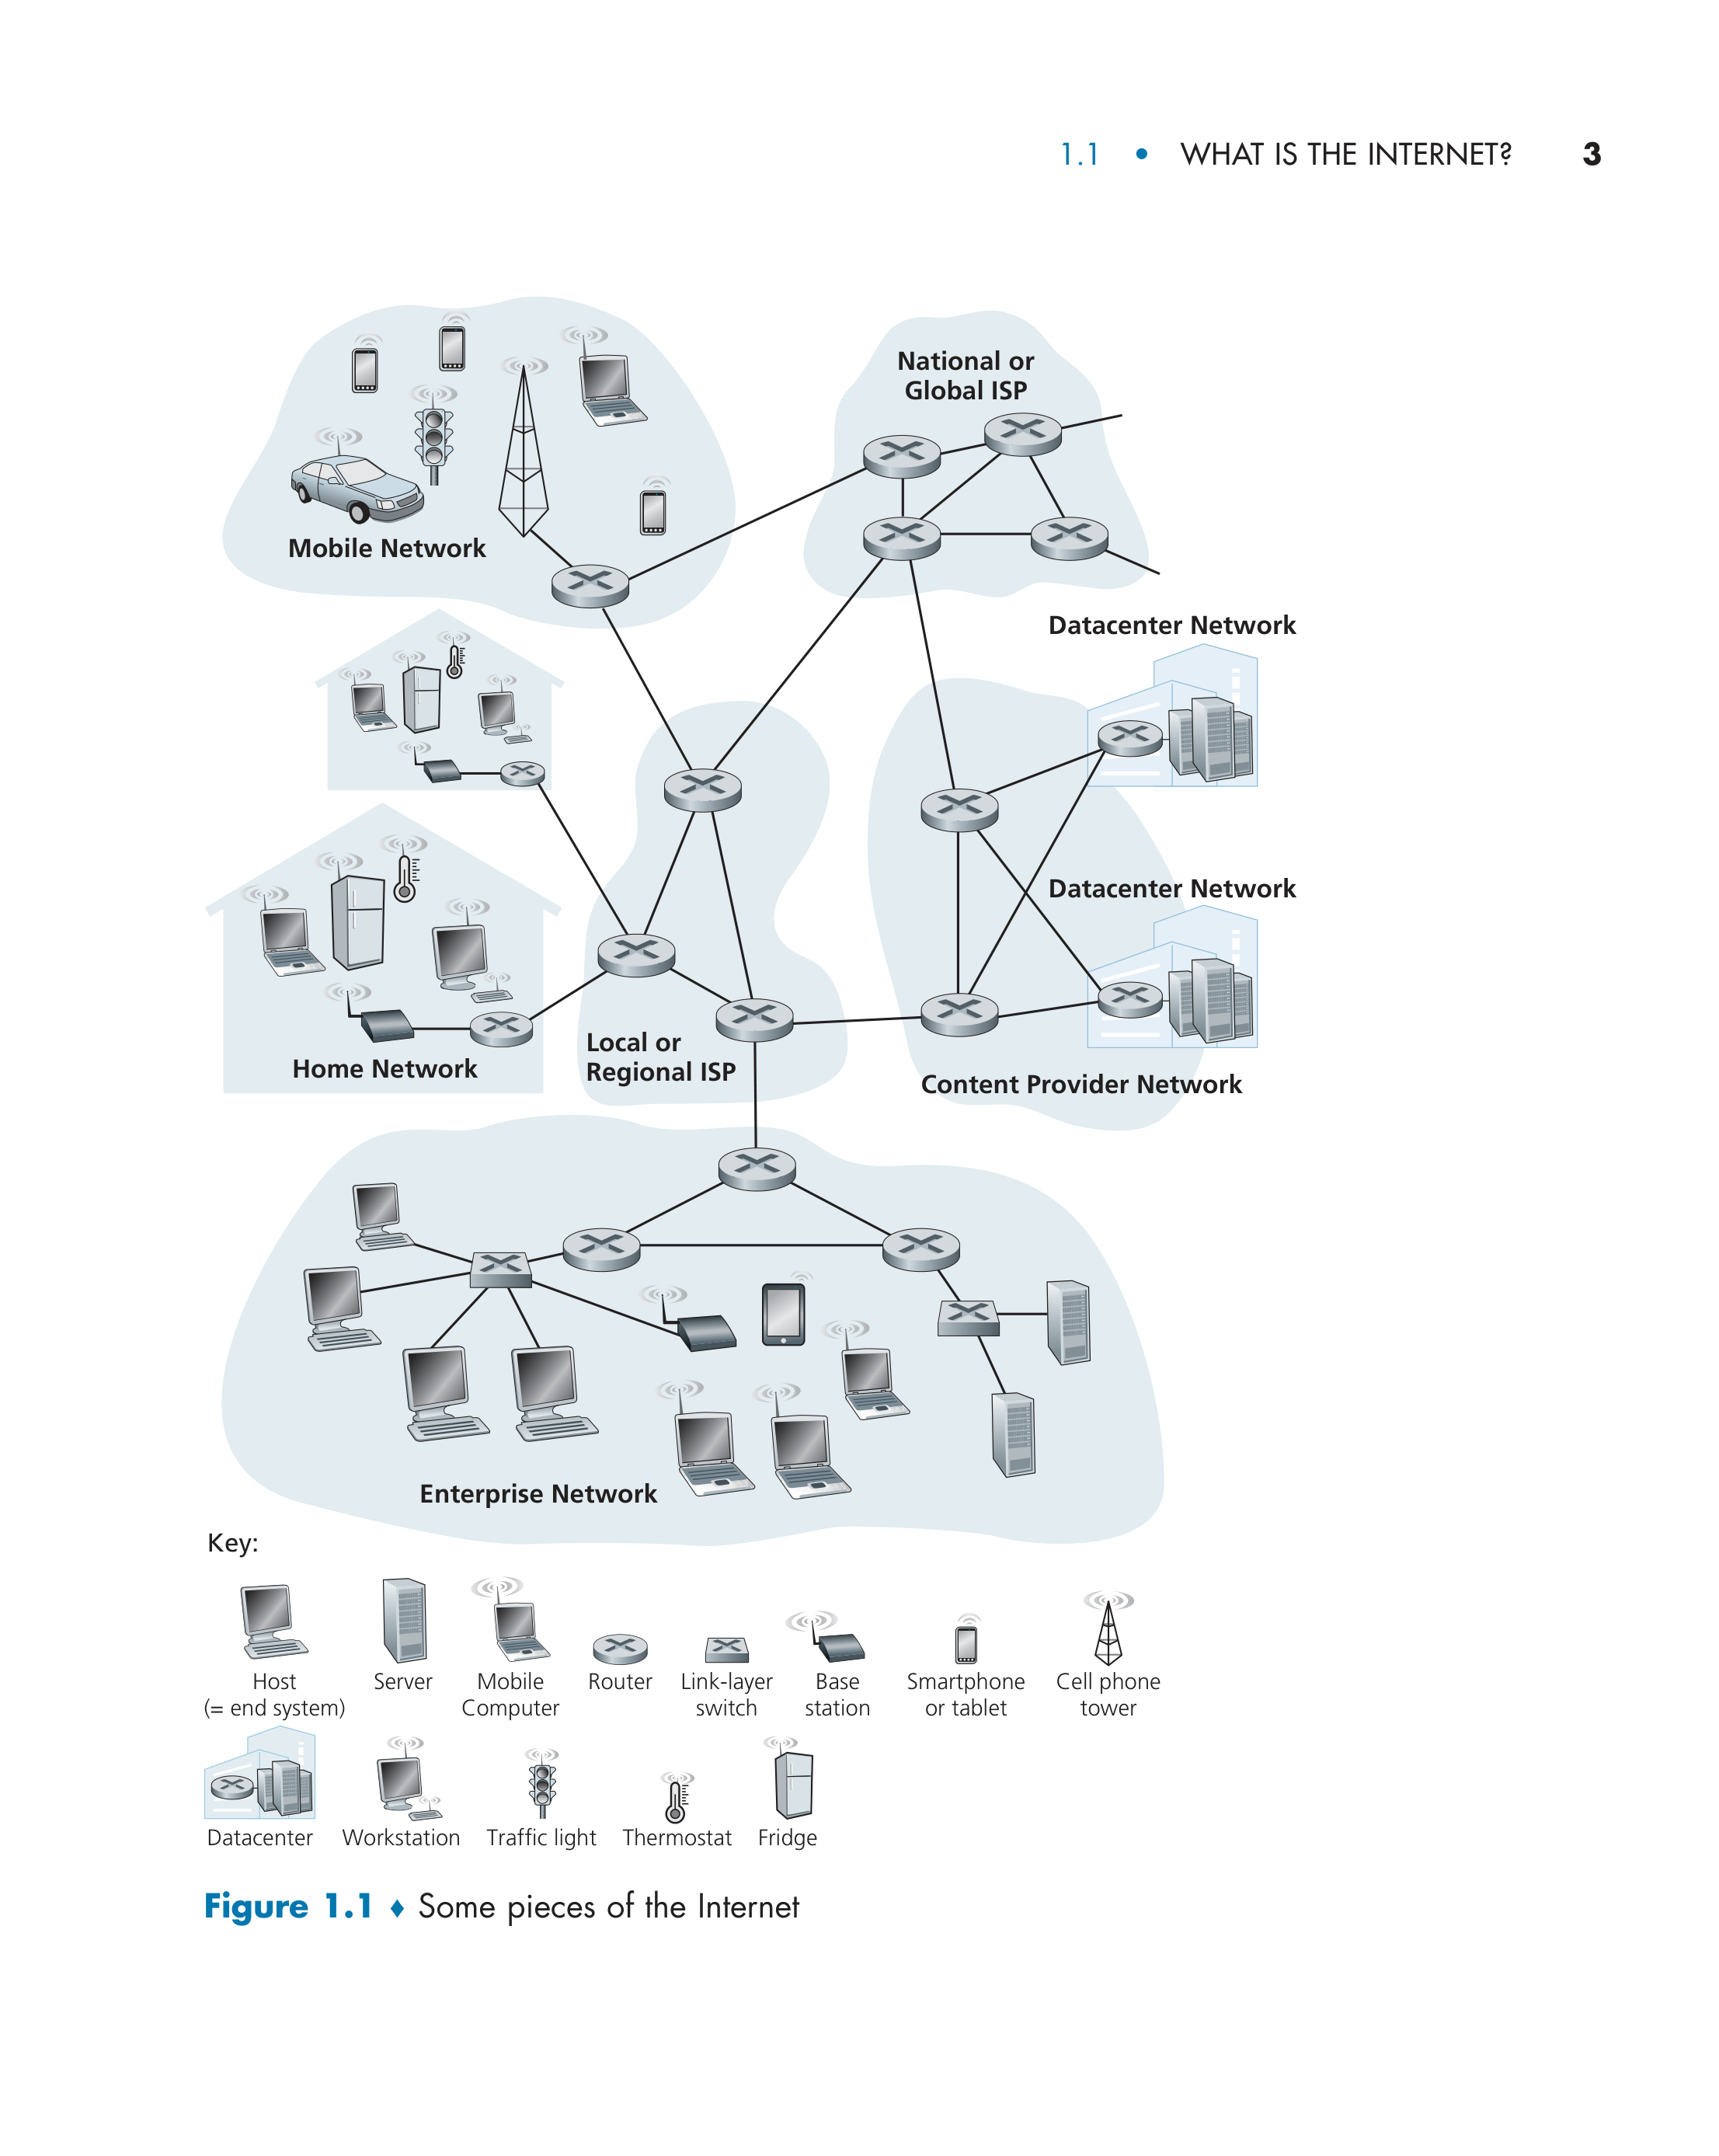 1.1 • WHAT IS THE INTERNET? 3
National or
Global ISP
Mobile Network
Datacenter Network
Datacenter Network
Home Network
Local or
Regional ISP
Content Provider Network
Enterprise Network
Key:
Host
(= end system)
Server
Mobile
Computer
Router
Link-layer
switch
Base
station
Smartphone
or tablet
Cell phone
tower
Datacenter
Workstation
Traffic light
Thermostat
Fridge
Figure 1.1 ♦ Some pieces of the Internet